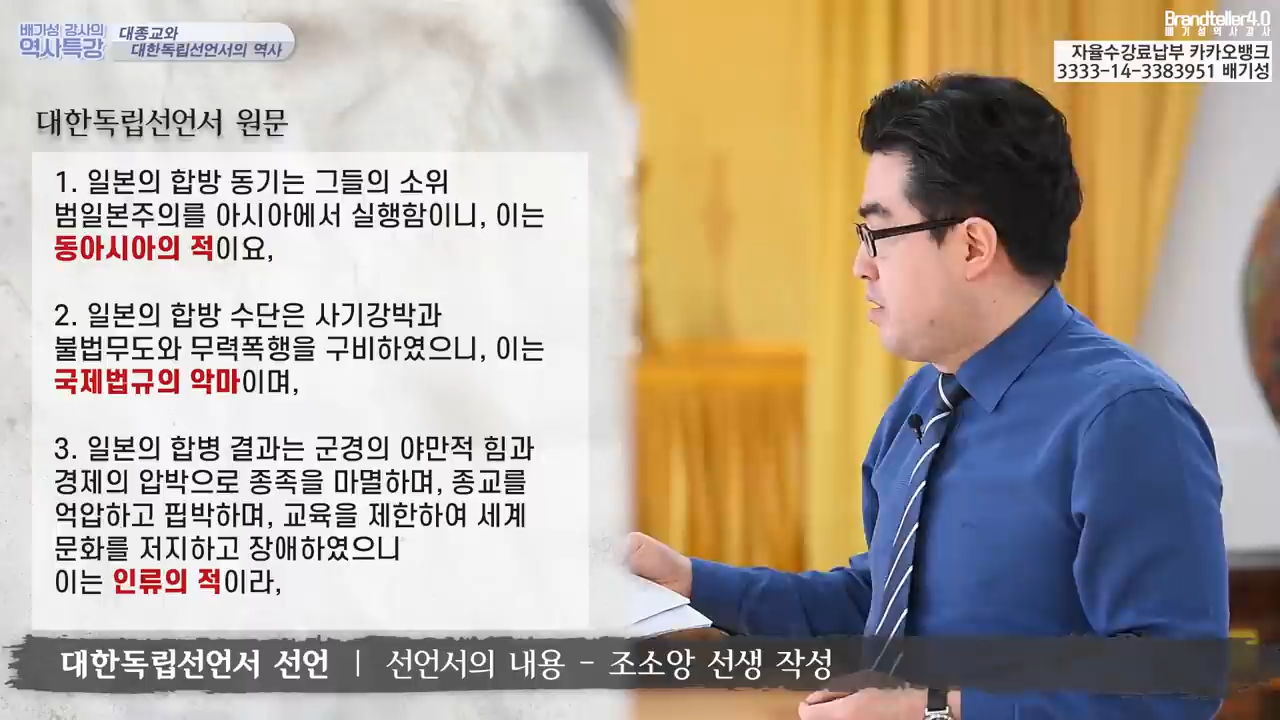 배기성 강사의
역사특강
대종교와
대한독립선언서의 역사
Brandteller4.0
배기성역사강사
자율수강료납부 카카오뱅크
3333-14-3383951 배기성
대한독립선언서 원문
1. 일본의 합방 동기는 그들의 소위
범일본주의를 아시아에서 실행함이니, 이는
동아시아의 적이요,
2. 일본의 합방 수단은 사기강박과
불법무도와 무력폭행을 구비하였으니, 이는
국제법규의 악마이며,
3. 일본의 합병 결과는 군경의 야만적 힘과
경제의 압박으로 종족을 마멸하며, 종교를
억압하고 핍박하며, 교육을 제한하여 세계
문화를 저지하고 장애하였으니
이는 인류의 적이라,
대한독립선언서 선언 | 선언서의 내용 - 조소앙 선생 작성